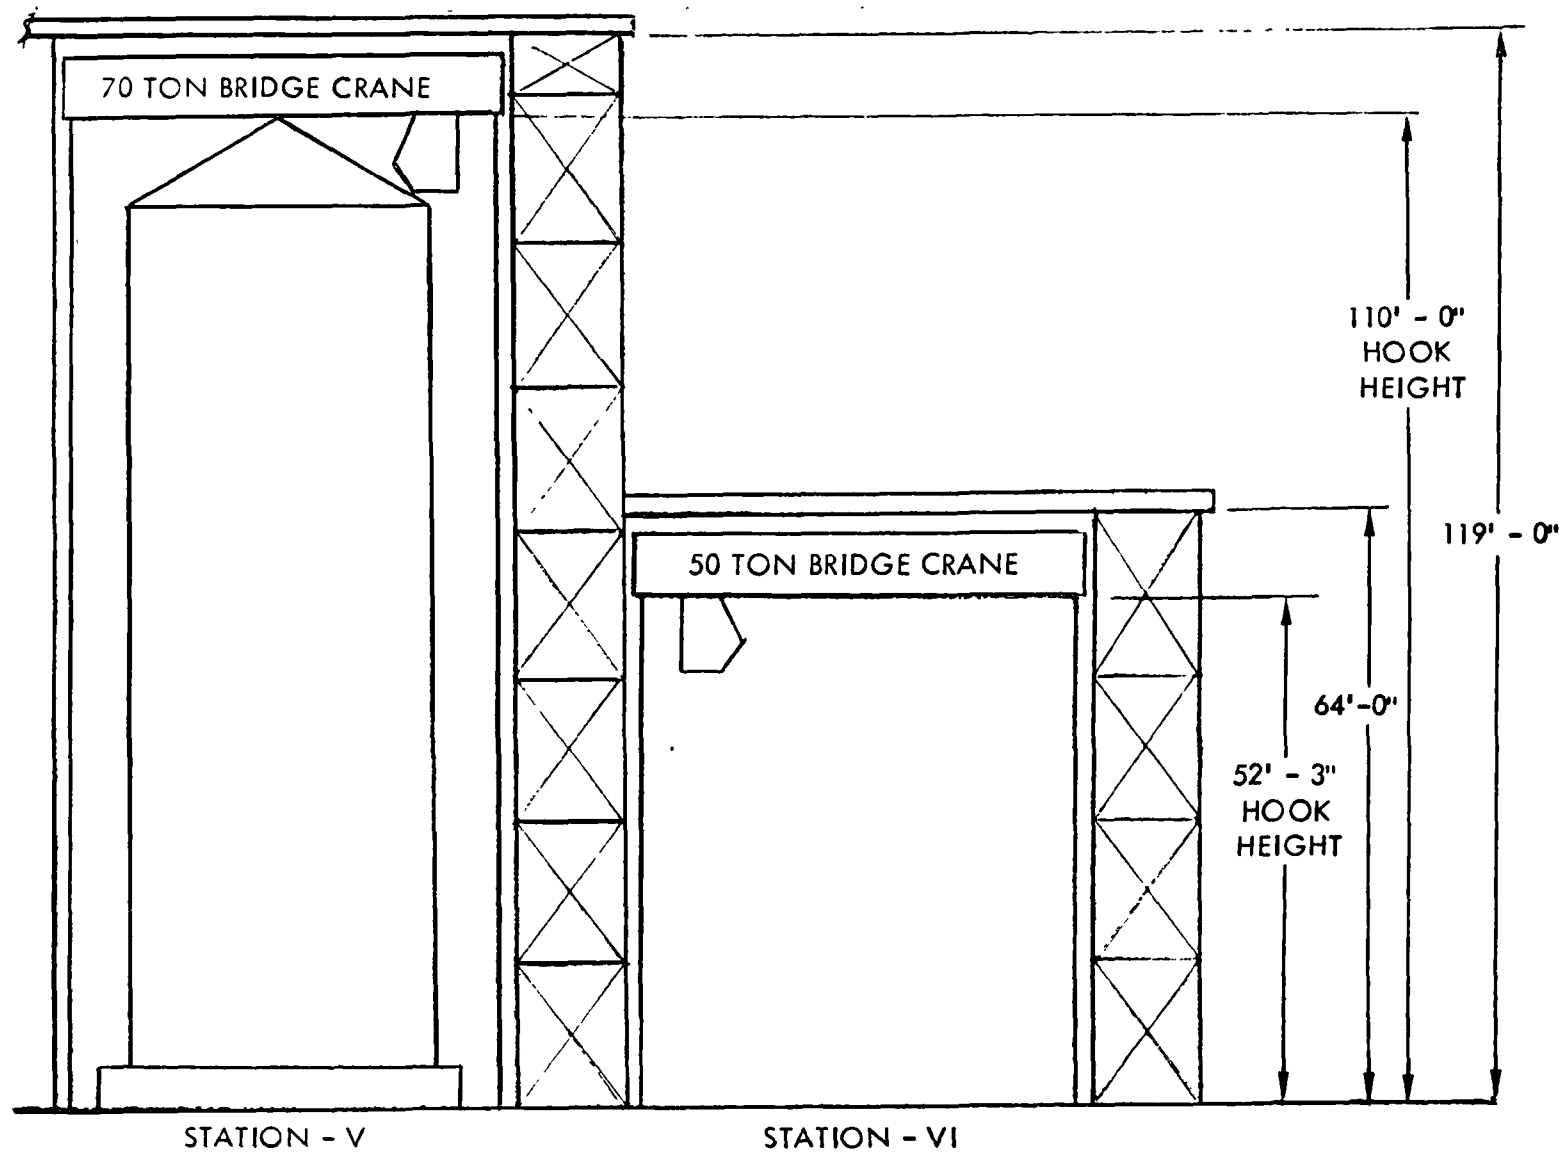 70 TON BRIDGE CRANE
110' - 0"
HOOK
HEIGHT
119' - 0"
50 TON BRIDGE CRANE
64'-0"
52' - 3"
HOOK
HEIGHT
STATION - V
STATION - VI